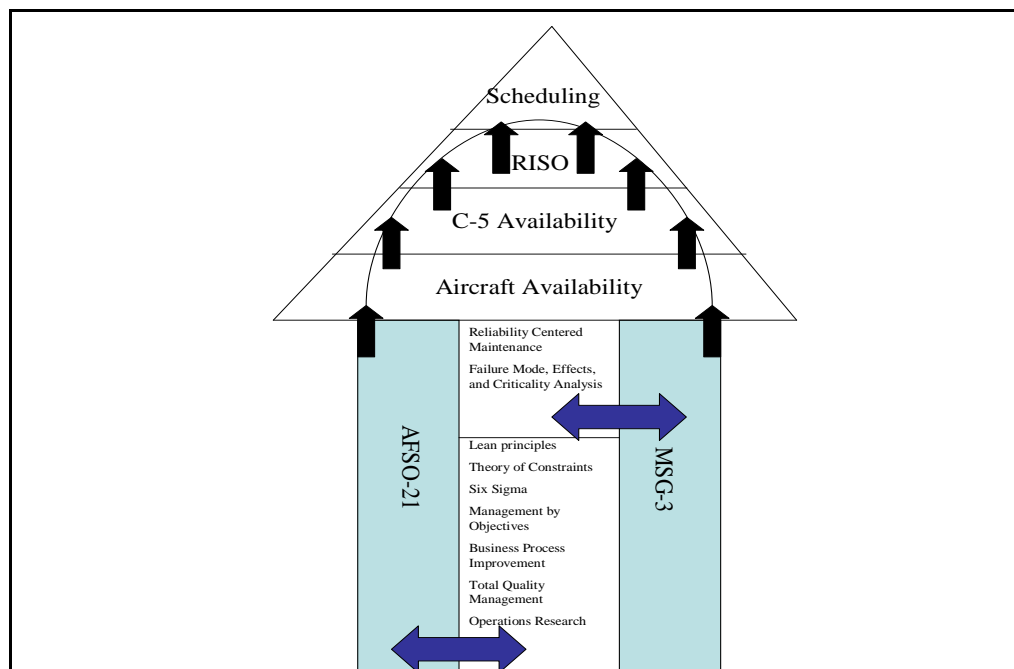 Scheduling
RISO
C-5 Availability
Aircraft Availability
Reliability Centered
Maintenance
Failure Mode, Effects,
and Criticality Analysis
AFSO-21
MSG-3
Lean principles
Theory of Constraints
Six Sigma
Management by
Objectives
Business Process
Improvement
Total Quality
Management
Operations Research